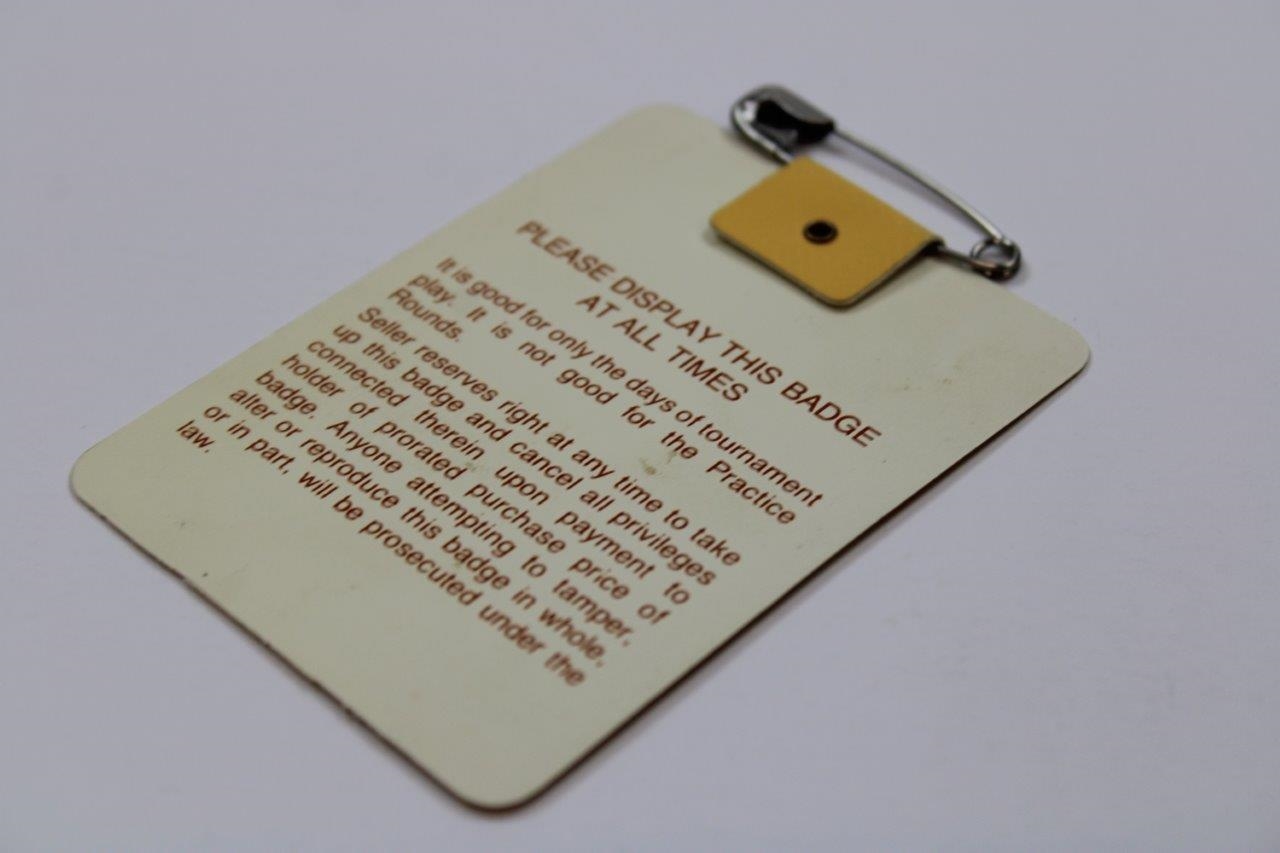 PLEASE DISPLAY THIS BADGE
AT ALL TIMES
It is good for only the days of tournament
play. It is not good for the Practice
Rounds.
Seller reserves right at any time to take
up this badge and cancel all privileges
connected therein upon payment to
holder of prorated purchase price of
badge. Anyone attempting to tamper,
alter or reproduce this badge in whole,
or in part, will be prosecuted under the
law.